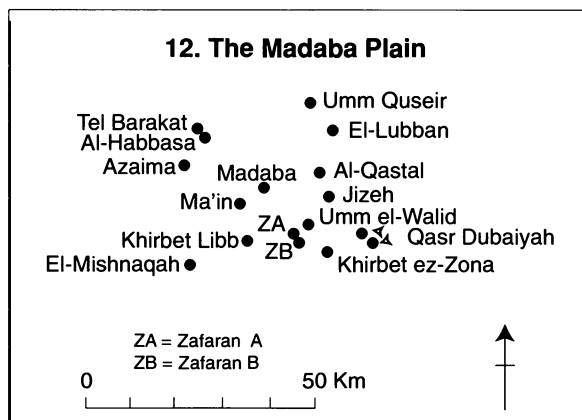 12. The Madaba Plain
Umm Quseir
Tel Barakat
El-Lubban
Al-Habbasa
Azaima
Al-Qastal
Madaba
Jizeh
Ma'in
Umm el-Walid
ZA
Qasr Dubaiyah
Khirbet Libb
ZB
El-Mishnaqah
Khirbet ez-Zona
ZA = Zafaran A
ZB = Zafaran B
0 50 Km